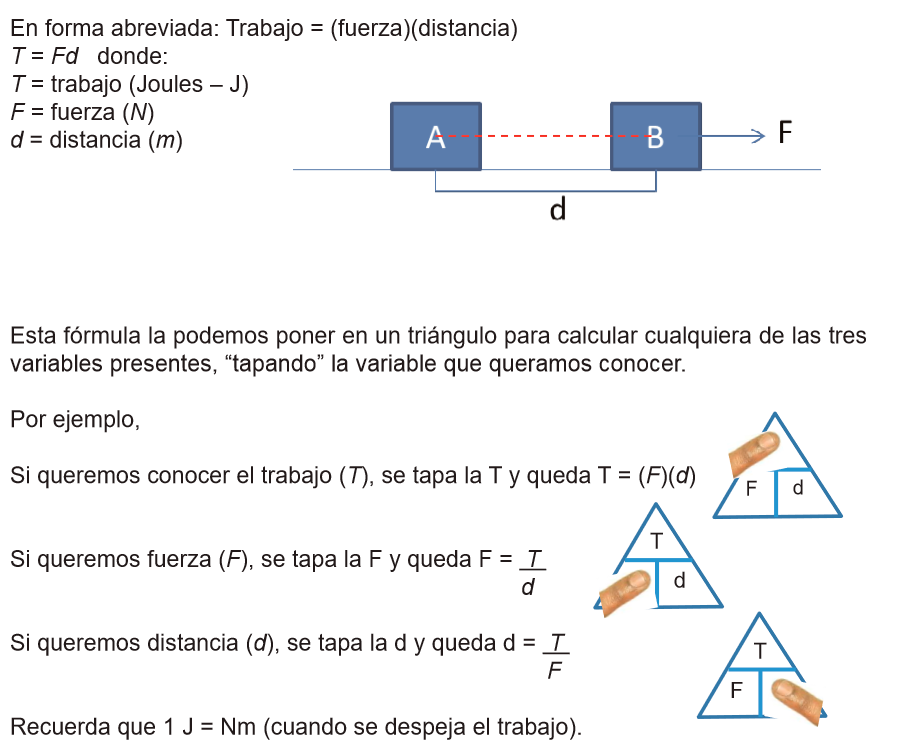 En forma abreviada: Trabajo = (fuerza)(distancia)
T = Fd donde:
T = trabajo (Joules – J)
F = fuerza (N)
d = distancia (m)
A
B
F
d
Esta fórmula la podemos poner en un triángulo para calcular cualquiera de las tres
variables presentes, “tapando” la variable que queramos conocer.
Por ejemplo,
Si queremos conocer el trabajo (T), se tapa la T y queda T = (F)(d)
F
d
Si queremos fuerza (F), se tapa la F y queda F = T
d
T
d
Si queremos distancia (d), se tapa la d y queda d = T
F
T
F
Recuerda que 1 J = Nm (cuando se despeja el trabajo).